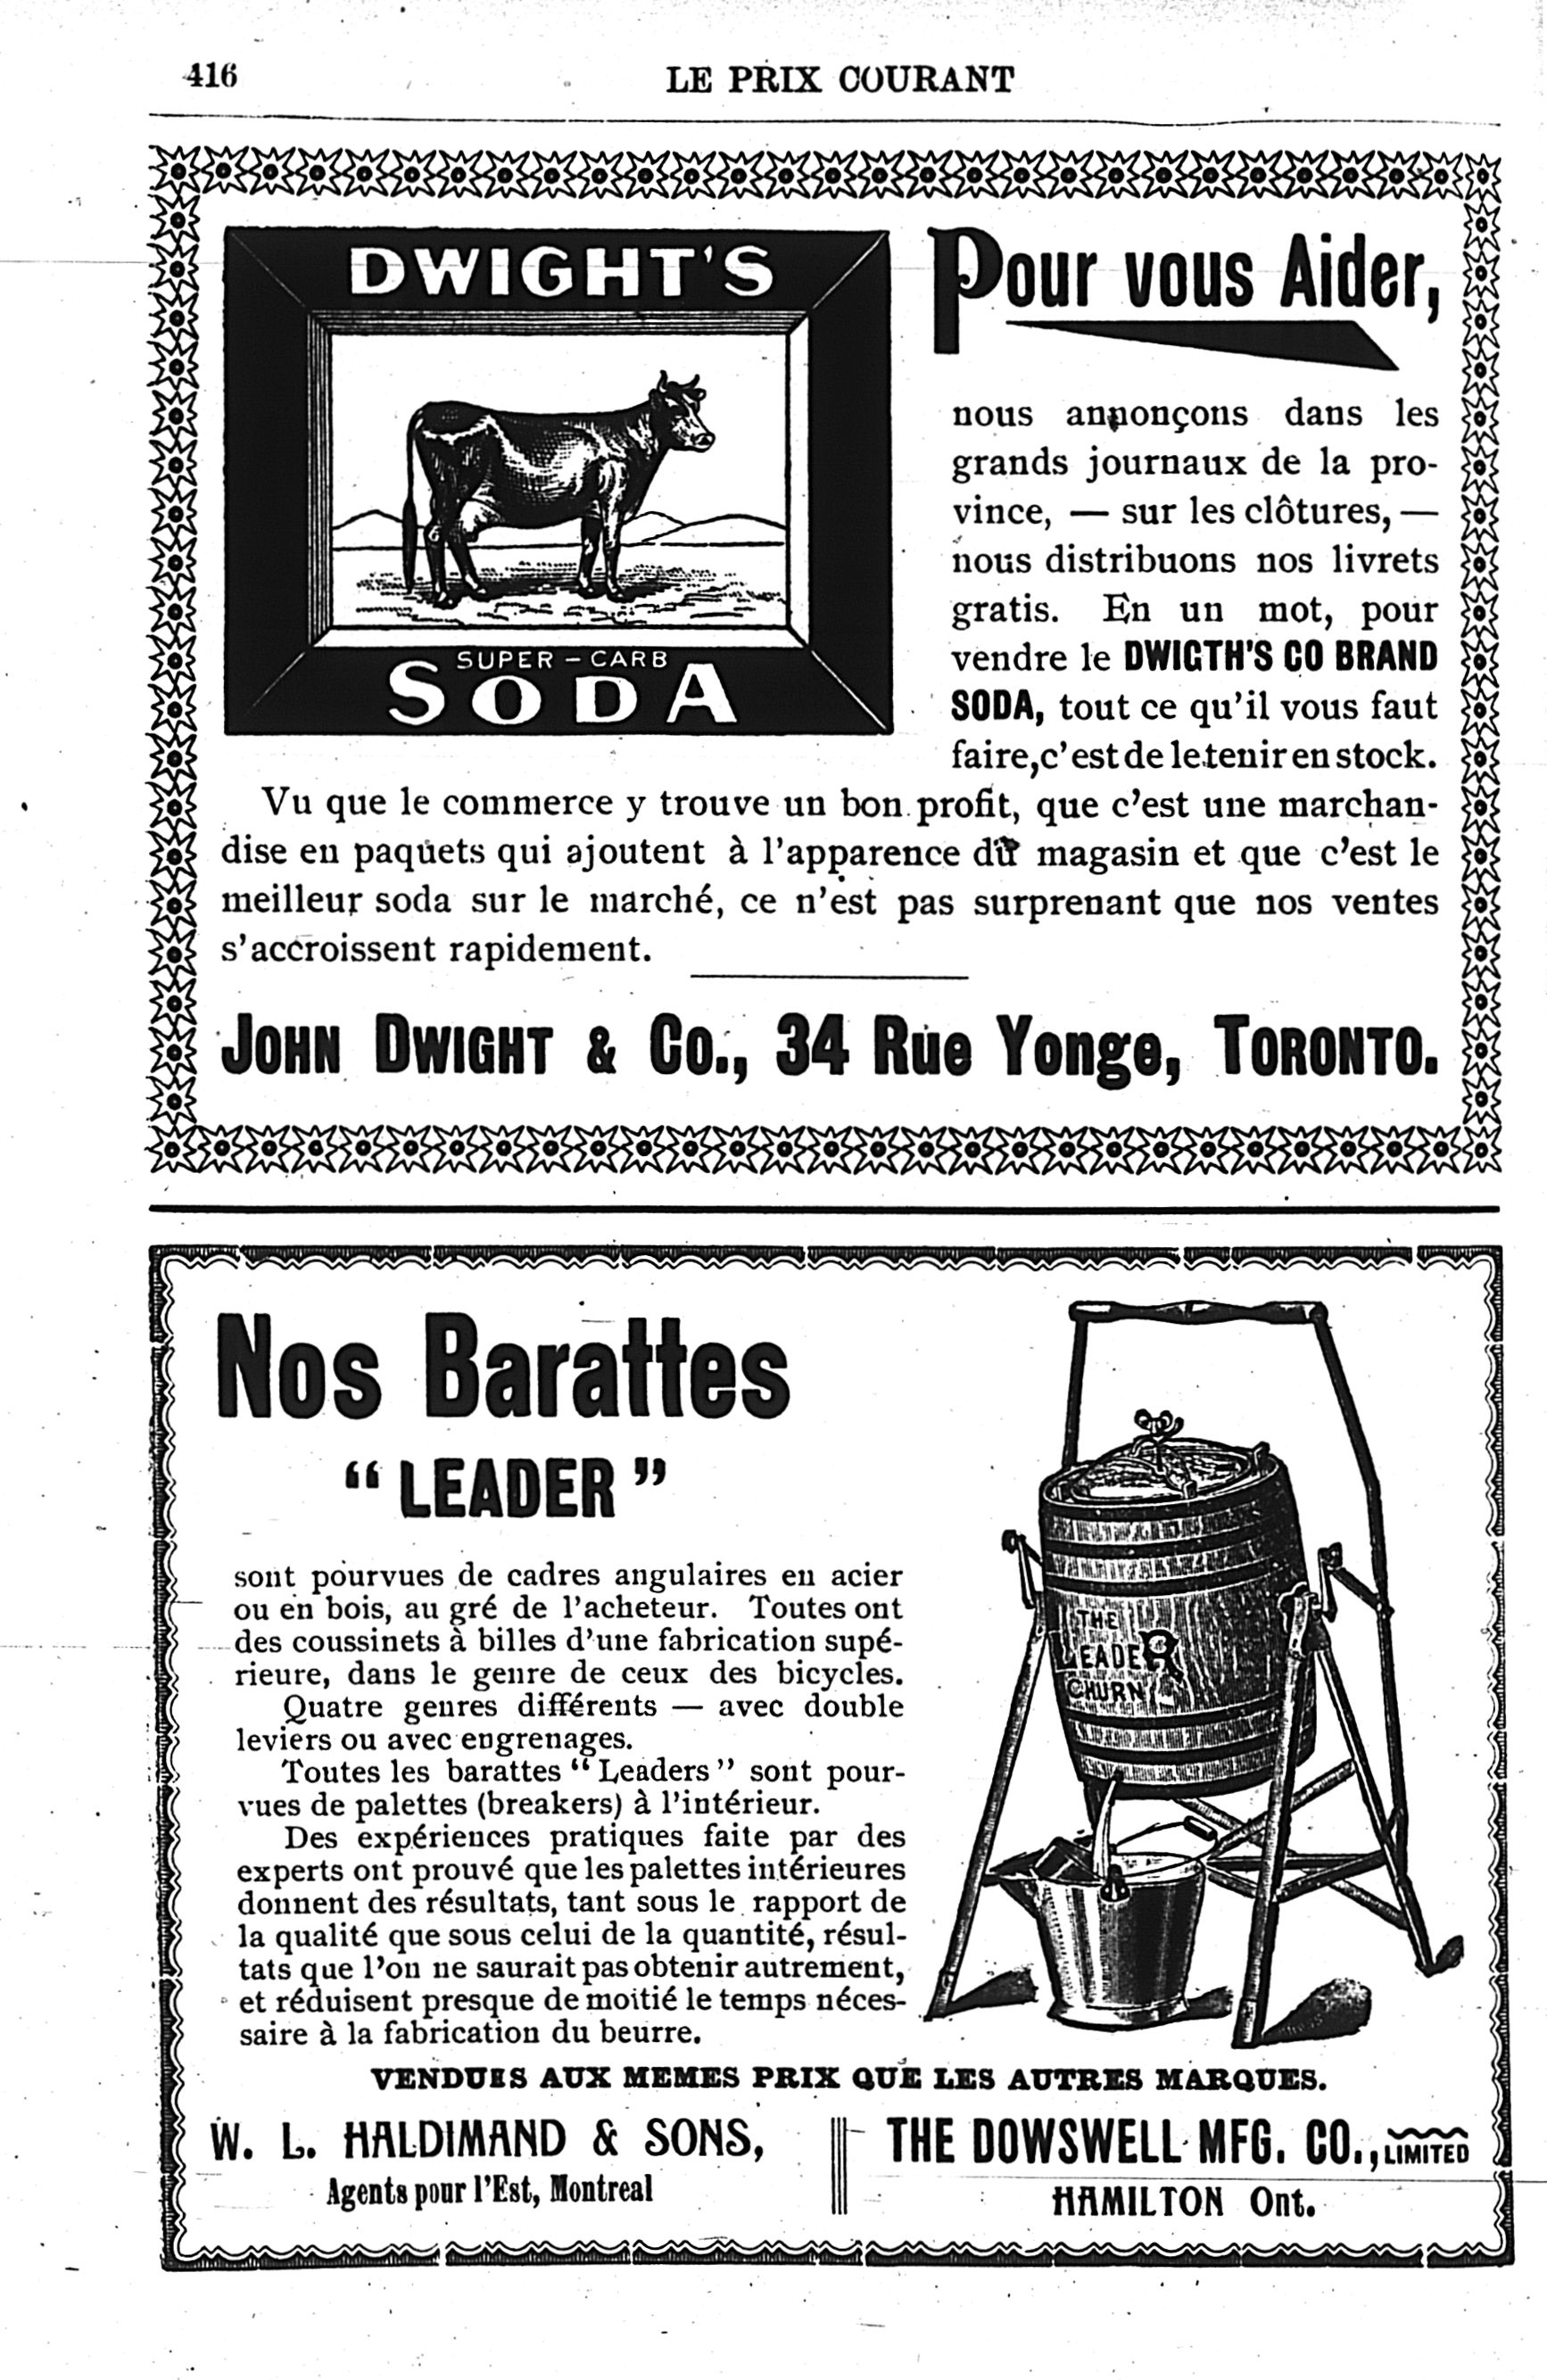 416
LE PRIX COURANT
DWIGHT'S
SUPER-CARB
SODA
Pour vous Aider,
nous annonçons dans les
grands journaux de la pro-
vince, — sur les clôtures, —
nous distribuons nos livrets
gratis. En un mot, pour
vendre le DWIGTH'S CO BRAND
SODA, tout ce qu'il vous faut
faire, c'est de le tenir en stock.
Vu que le commerce y trouve un bon profit, que c'est une marchan-
dise en paquets qui ajoutent à l'apparence du magasin et que c'est le
meilleur soda sur le marché, ce n'est pas surprenant que nos ventes
s'accroissent rapidement.
JOHN DWIGHT & CO., 34 Rue Yonge, TORONTO.
Nos Barattes
“LEADER”
sont pourvues de cadres angulaires en acier
ou en bois, au gré de l'acheteur. Toutes ont
des coussinets à billes d'une fabrication supé-
rieure, dans le genre de ceux des bicycles.
Quatre genres différents — avec double
leviers ou avec engrenages.
Toutes les barattes “Leaders” sont pour-
vues de palettes (breakers) à l'intérieur.
Des expériences pratiques faite par des
experts ont prouvé que les palettes intérieures
donnent des résultats, tant sous le rapport de
la qualité que sous celui de la quantité, résul-
tats que l'on ne saurait pas obtenir autrement,
et réduisent presque de moitié le temps néces-
saire à la fabrication du beurre.
THE
LEADER
CHURN
VENDUES AUX MEMES PRIX QUE LES AUTRES MARQUES.
W. L. HALDIMAND & SONS,
Agents pour l'Est, Montreal
THE DOWSWELL MFG. CO., LIMITED
HAMILTON Ont.